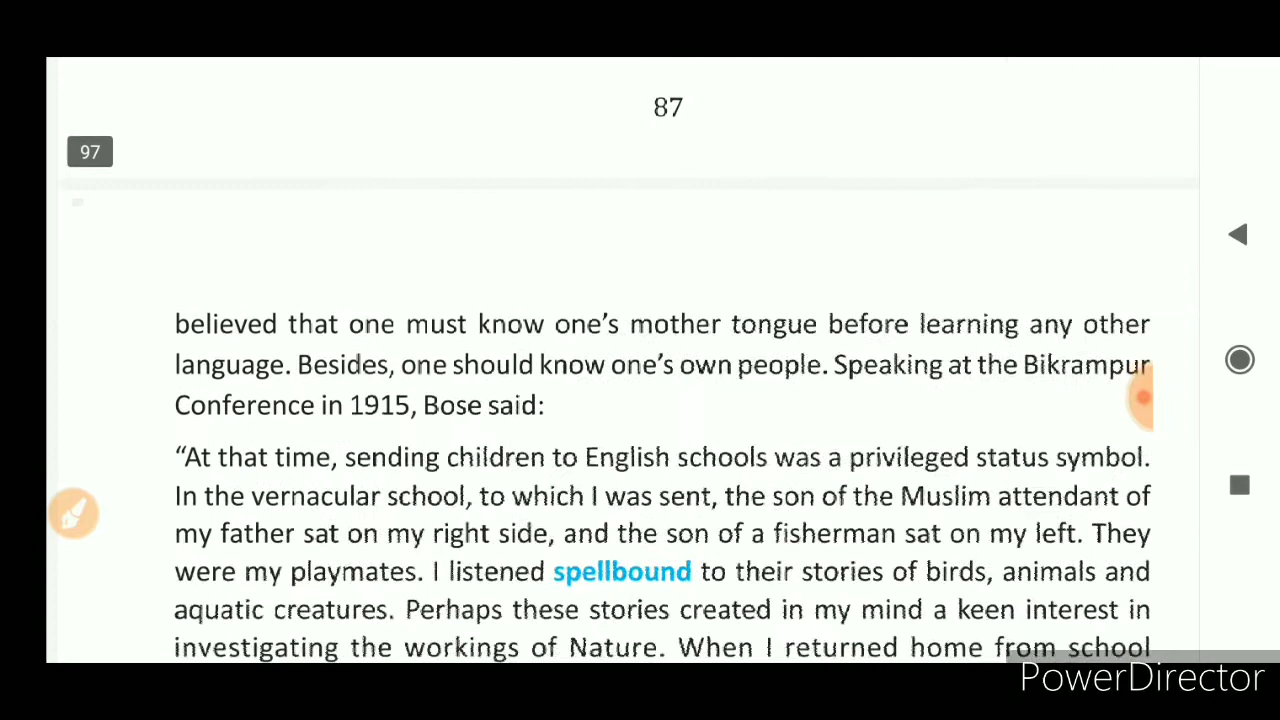 87
97
believed that one must know one’s mother tongue before learning any other
language. Besides, one should know one’s own people. Speaking at the Bikrampur
Conference in 1915, Bose said:
“At that time, sending children to English schools was a privileged status symbol.
In the vernacular school, to which I was sent, the son of the Muslim attendant of
my father sat on my right side, and the son of a fisherman sat on my left. They
were my playmates. I listened spellbound to their stories of birds, animals and
aquatic creatures. Perhaps these stories created in my mind a keen interest in
investigating the workings of Nature. When I returned home from school
PowerDirector